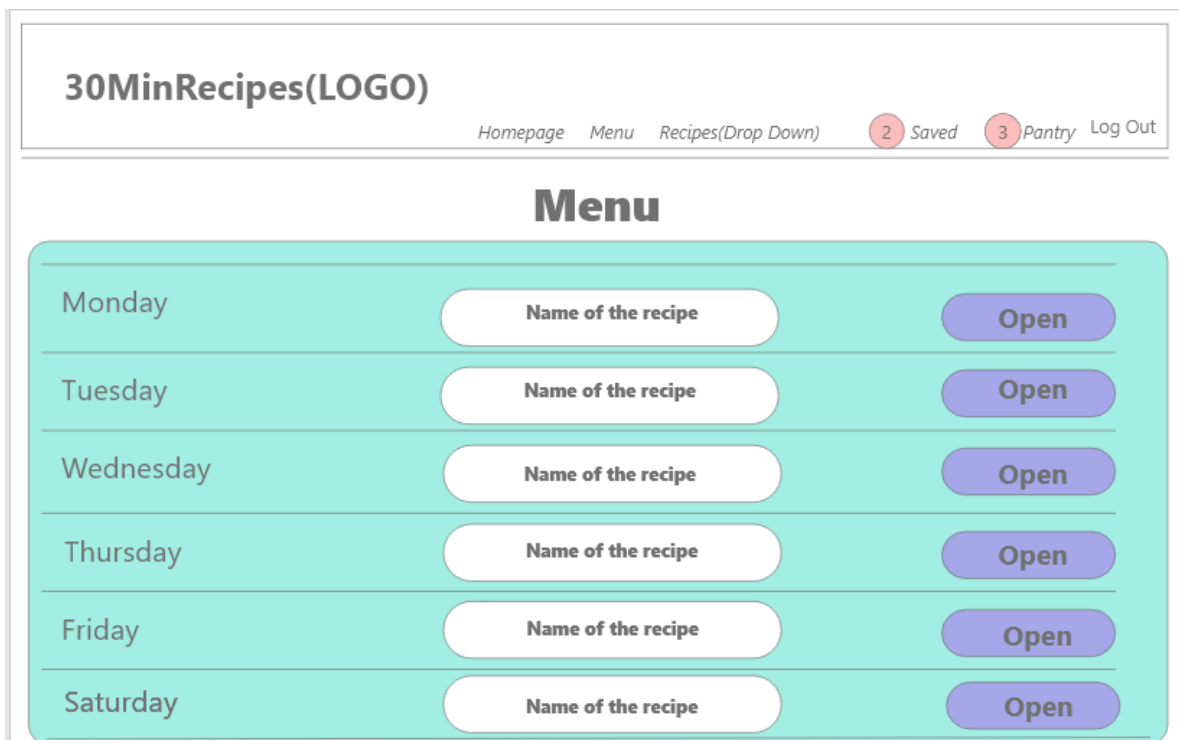 30MinRecipes(LOGO)
Homepage Menu Recipes(Drop Down) 2 Saved 3 Pantry Log Out
Menu
Monday Name of the recipe Open
Tuesday Name of the recipe Open
Wednesday Name of the recipe Open
Thursday Name of the recipe Open
Friday Name of the recipe Open
Saturday Name of the recipe Open